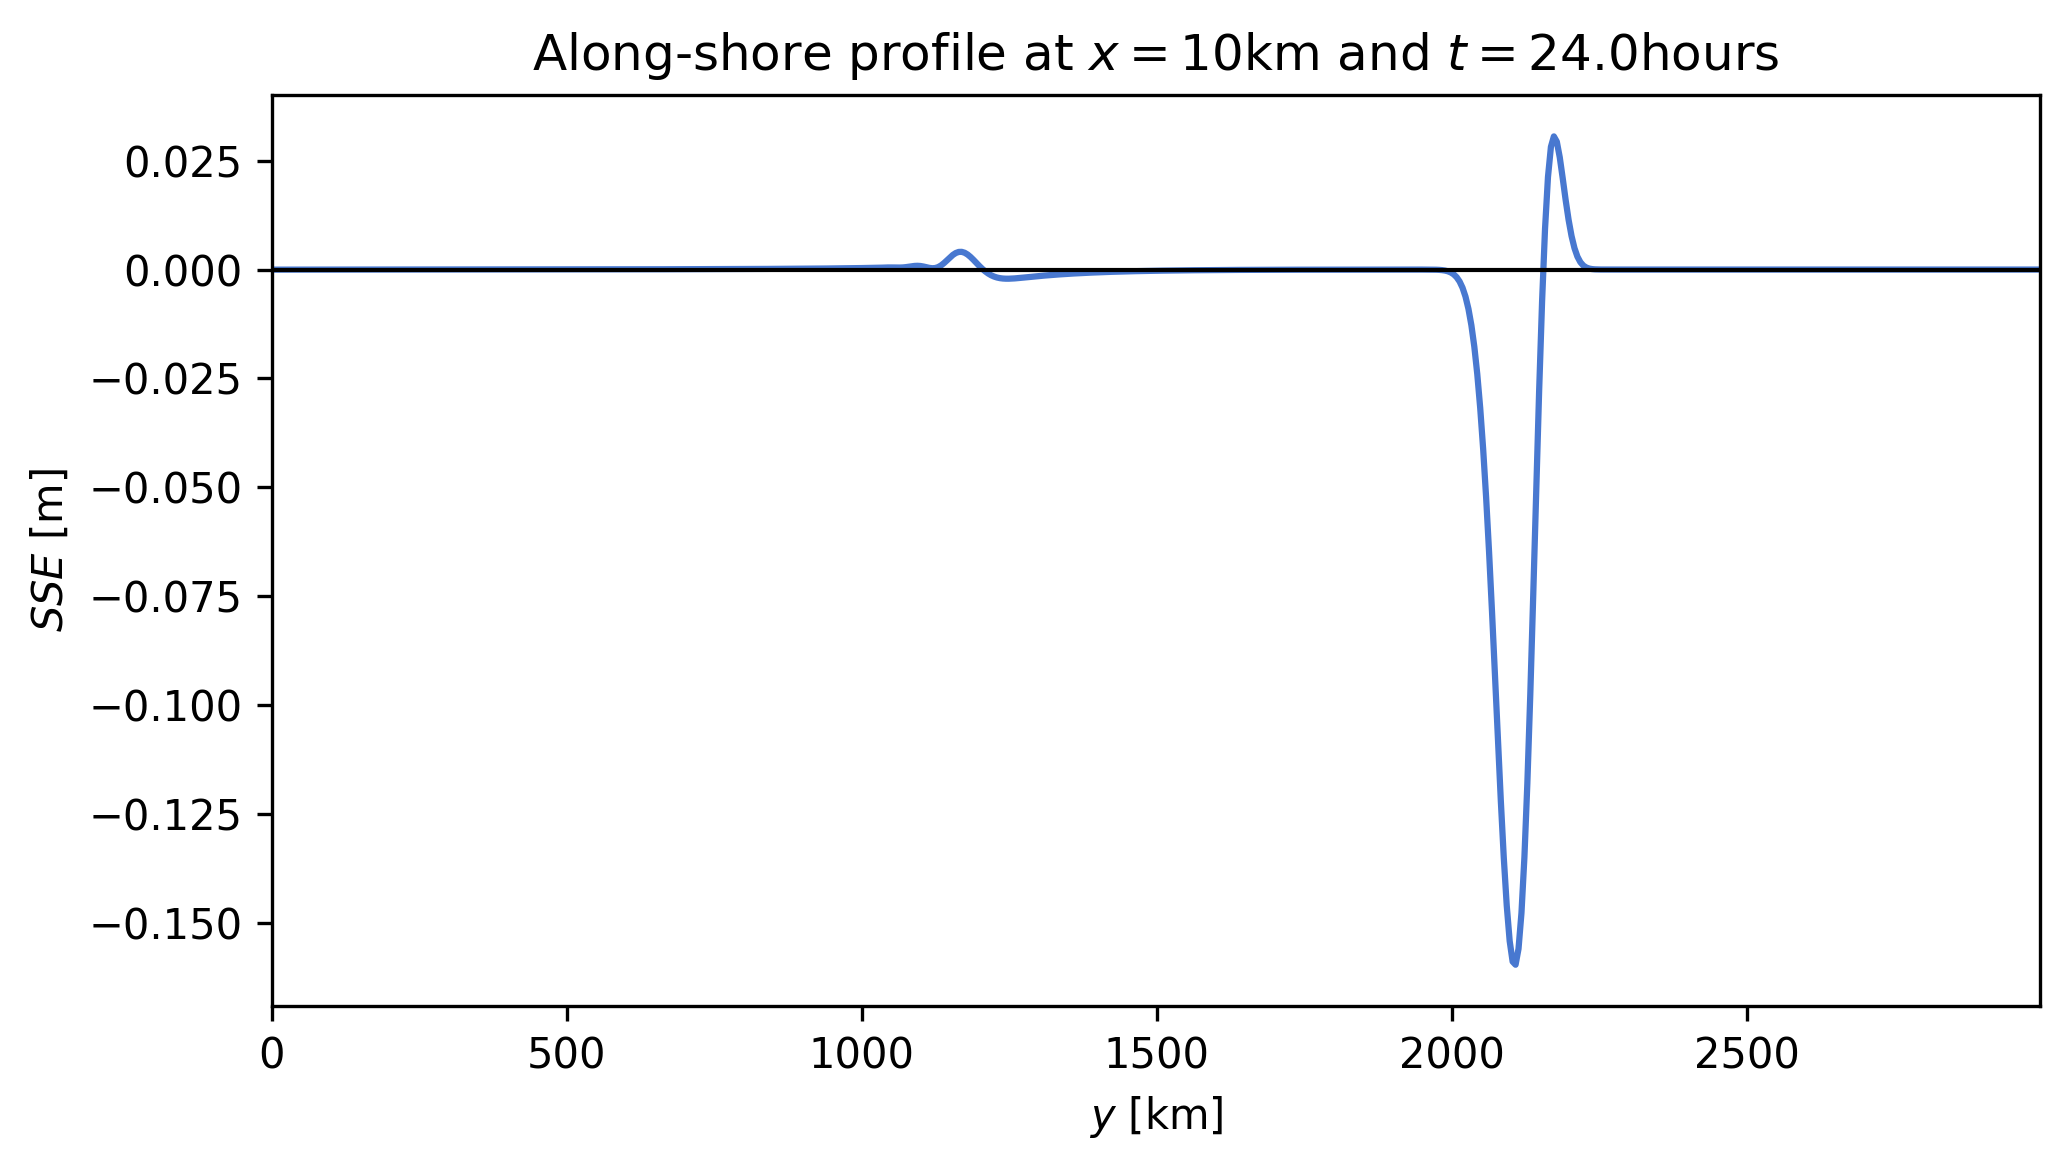 Along-shore profile at x = 10km and t = 24.0hours
0.025
0.000
−0.025
−0.050
−0.075
−0.100
−0.125
−0.150
SSE [m]
0 500 1000 1500 2000 2500
y [km]